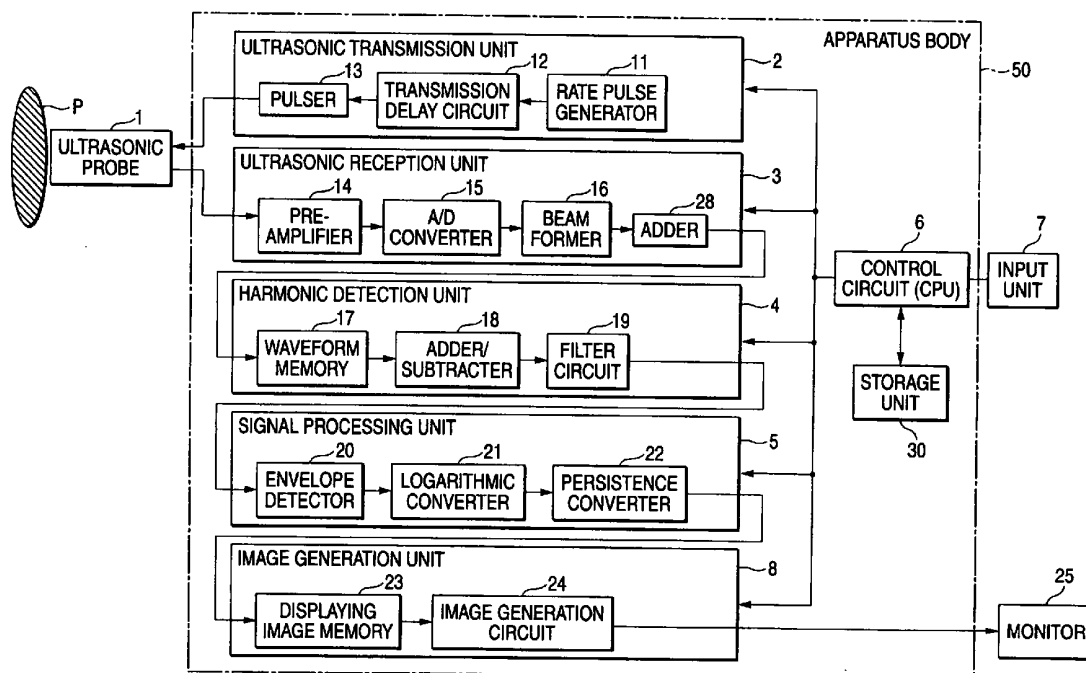 APPARATUS BODY
50
ULTRASONIC TRANSMISSION UNIT
2
13
PULSER
12
TRANSMISSION
DELAY CIRCUIT
11
RATE PULSE
GENERATOR
P
1
ULTRASONIC
PROBE
ULTRASONIC RECEPTION UNIT
3
14
PRE-
AMPLIFIER
15
A/D
CONVERTER
16
BEAM
FORMER
28
ADDER
6
CONTROL
CIRCUIT (CPU)
7
INPUT
UNIT
HARMONIC DETECTION UNIT
4
17
WAVEFORM
MEMORY
18
ADDER/
SUBTRACTER
19
FILTER
CIRCUIT
STORAGE
UNIT
30
SIGNAL PROCESSING UNIT
5
20
ENVELOPE
DETECTOR
21
LOGARITHMIC
CONVERTER
22
PERSISTENCE
CONVERTER
IMAGE GENERATION UNIT
8
23
DISPLAYING
IMAGE MEMORY
24
IMAGE GENERATION
CIRCUIT
25
MONITOR